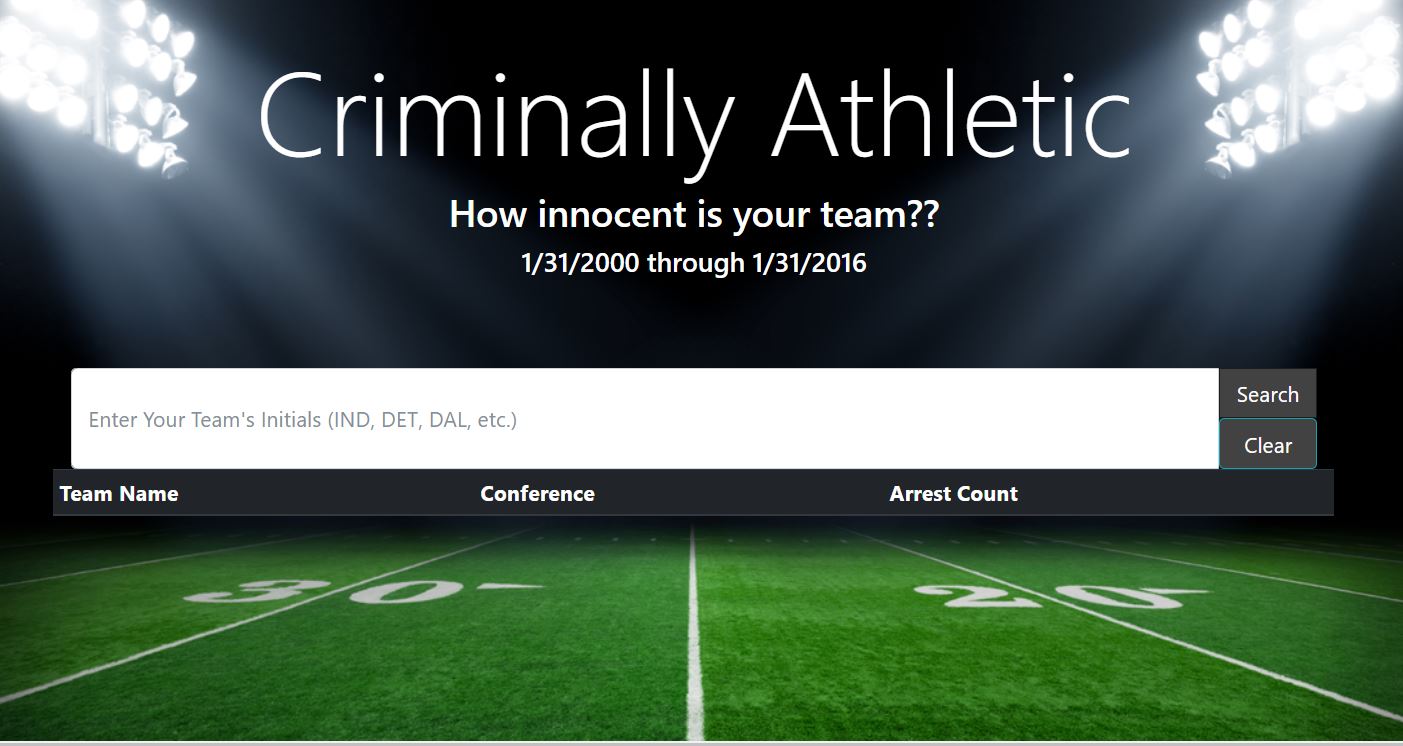 Criminally Athletic
How innocent is your team??
1/31/2000 through 1/31/2016
Enter Your Team's Initials (IND, DET, DAL, etc.)
Search
Clear
Team Name Conference Arrest Count
30 20